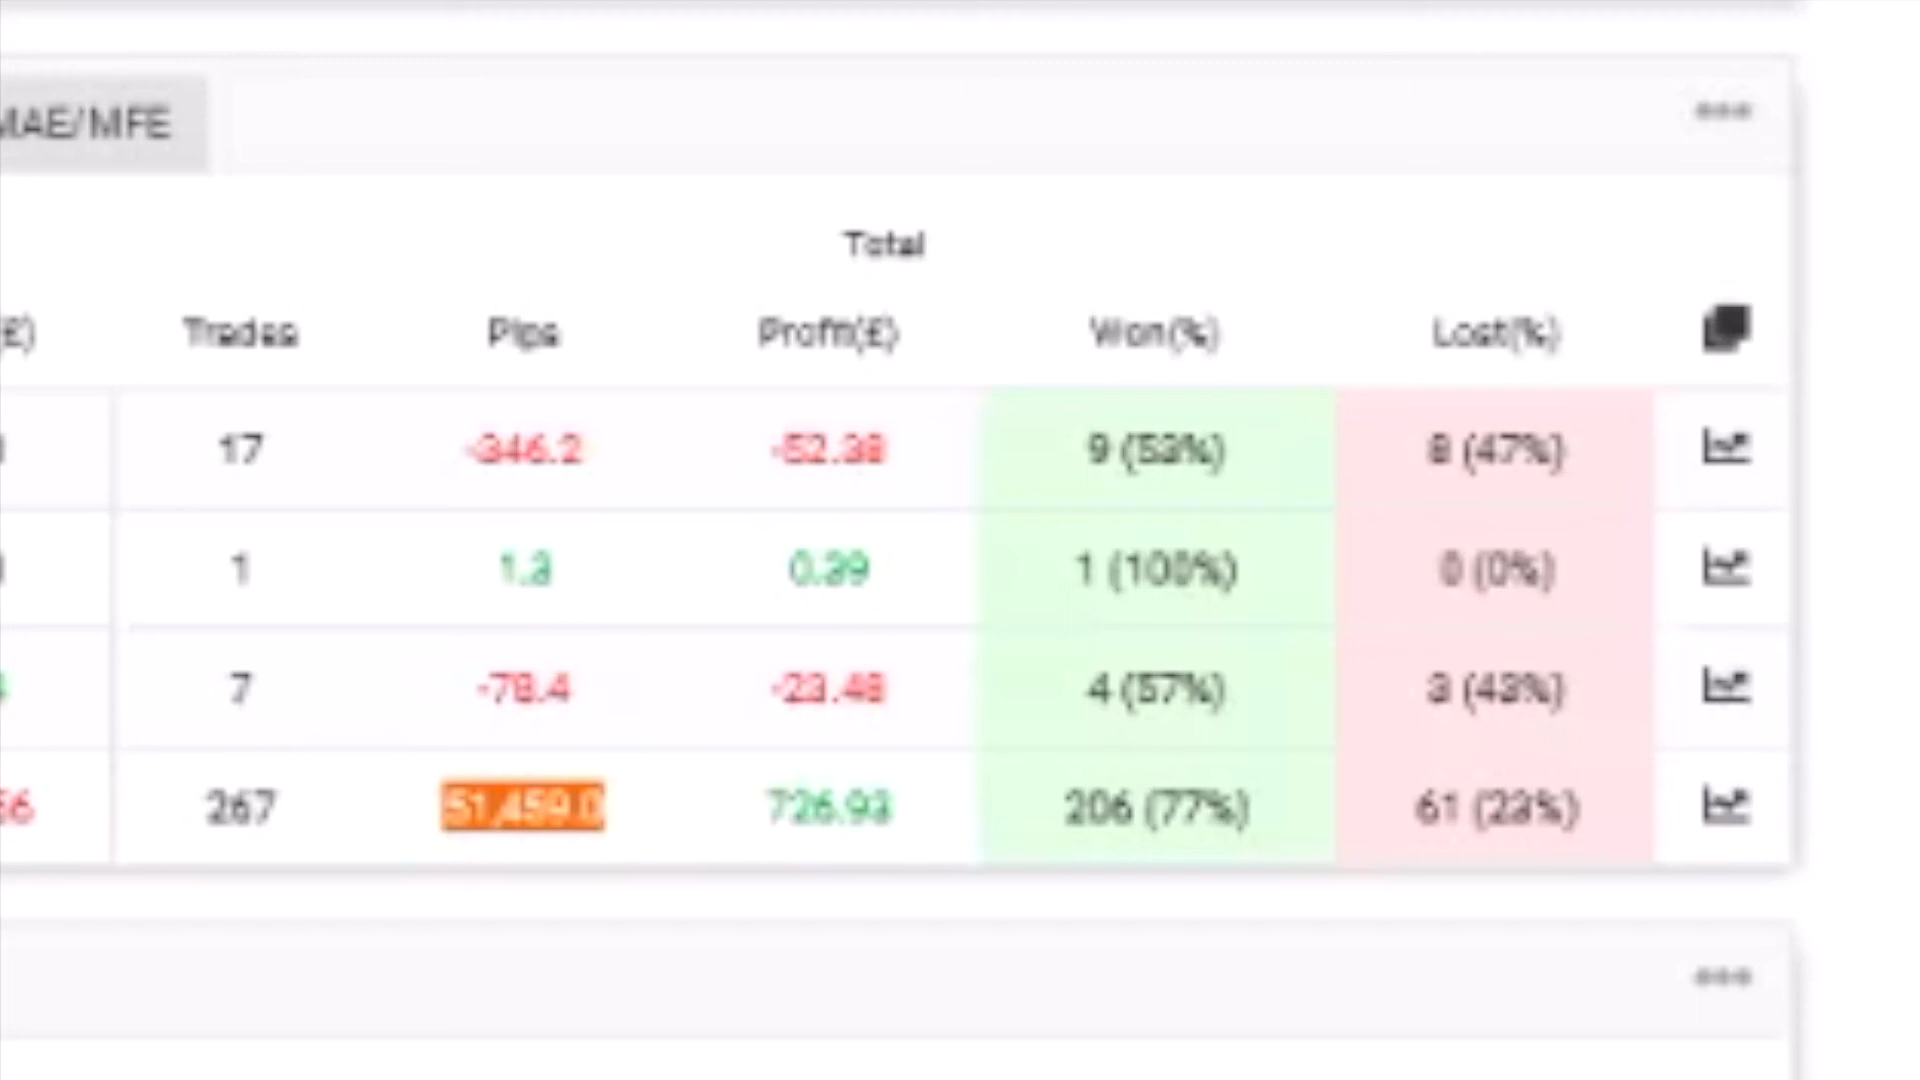 MAE/MFE
Total
(£) Trades Pips Profit(£) Won(%) Lost(%)
17 -346.2 -52.38 9 (53%) 8 (47%)
1 1.3 0.39 1 (100%) 0 (0%)
7 -78.4 -23.48 4 (57%) 3 (43%)
56 267 51,459.0 726.93 206 (77%) 61 (23%)